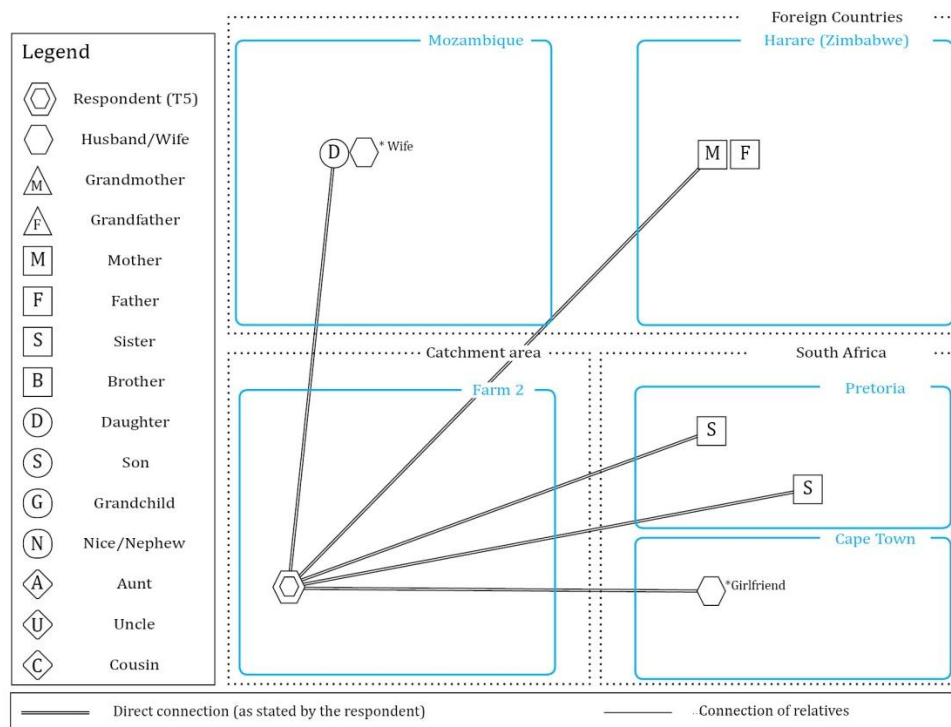 Legend
Respondent (T5)
Husband/Wife
M Grandmother
F Grandfather
M Mother
F Father
S Sister
B Brother
D Daughter
S Son
G Grandchild
N Nice/Nephew
A Aunt
U Uncle
C Cousin
Foreign Countries
Mozambique
Harare (Zimbabwe)
D * Wife
M F
Catchment area
South Africa
Farm 2
Pretoria
S
S
Cape Town
*Girlfriend
Direct connection (as stated by the respondent)
..Connection of relatives